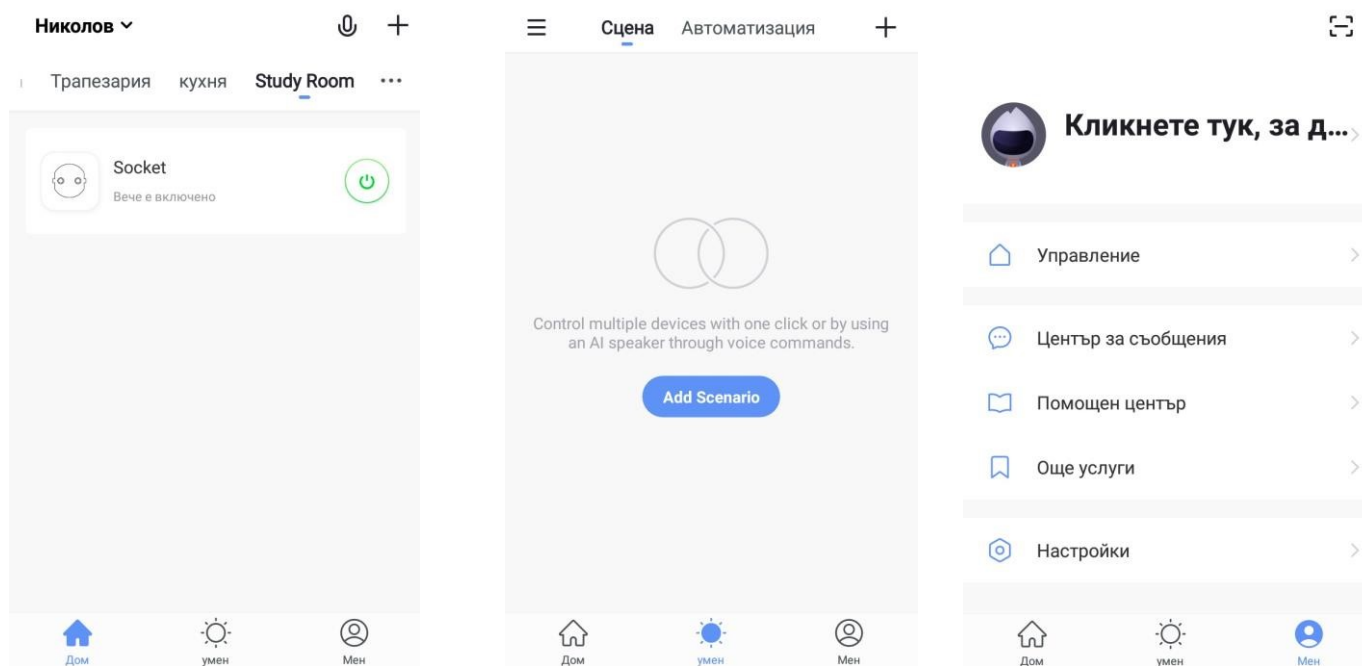 Николов
Трапезария кухня Study Room ...
Socket
Вече е включено
Дом умен Мен
Сцена Автоматизация
Control multiple devices with one click or by using
an AI speaker through voice commands.
Add Scenario
Дом умен Мен
Кликнете тук, за д...
Управление
Център за съобщения
Помощен център
Още услуги
Настройки
Дом умен Мен